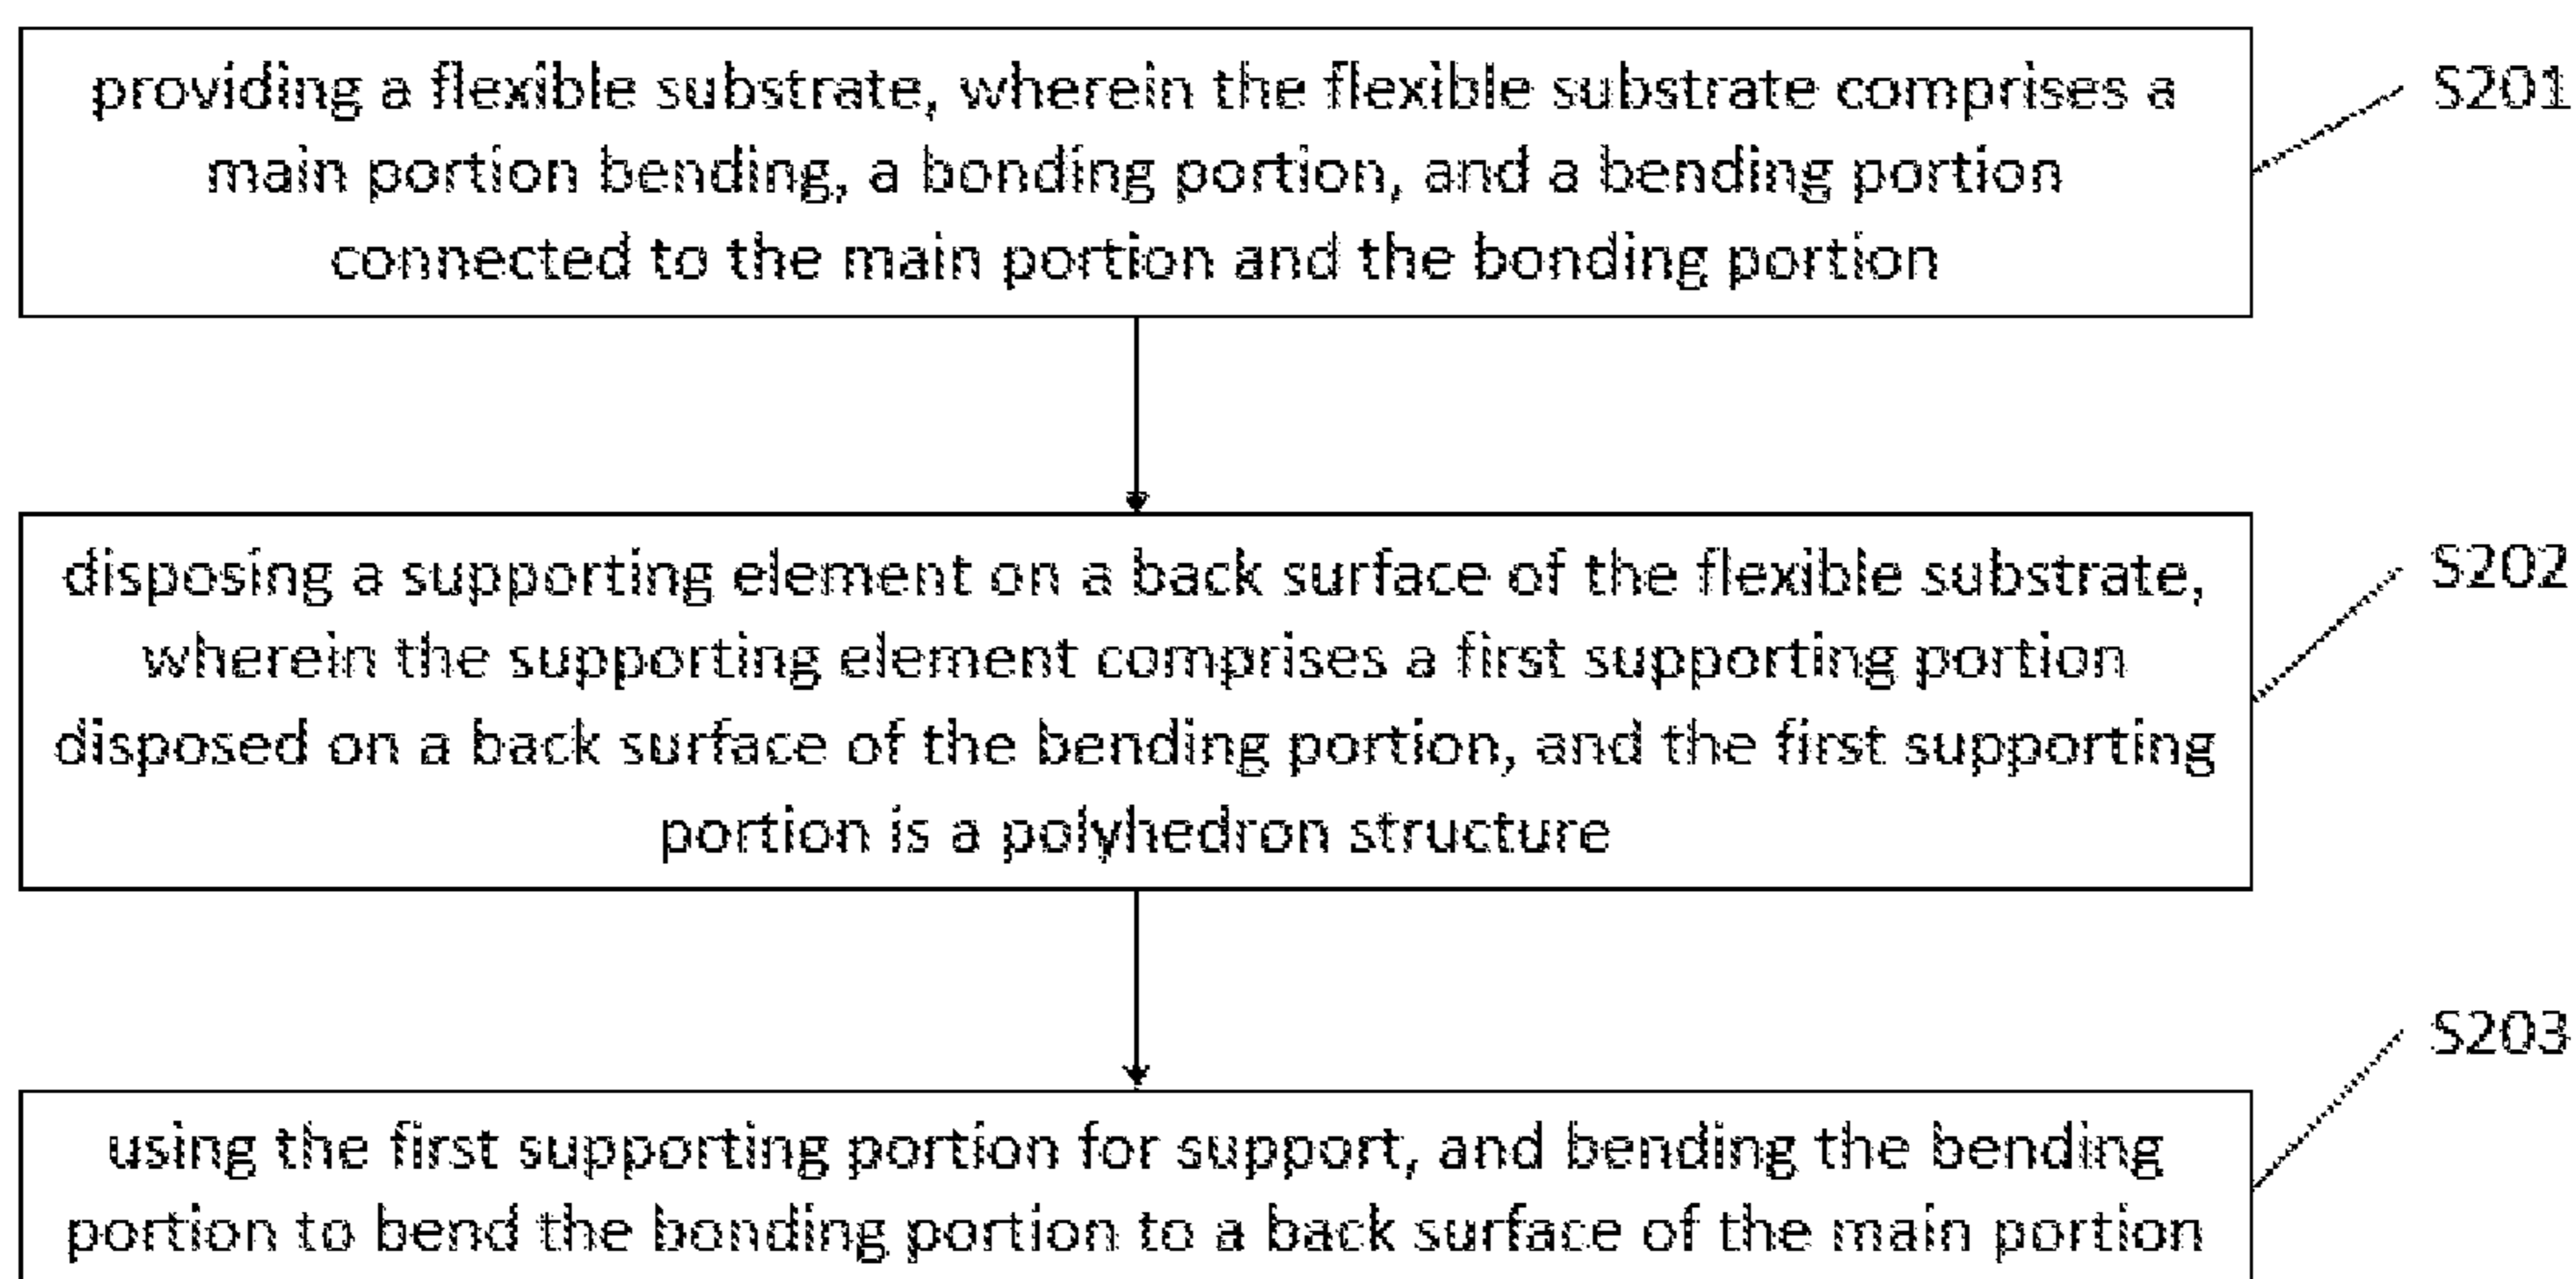 providing a flexible substrate, wherein the flexible substrate comprises a
main portion bending, a bonding portion, and a bending portion
connected to the main portion and the bonding portion
S201
disposing a supporting element on a back surface of the flexible substrate,
wherein the supporting element comprises a first supporting portion
disposed on a back surface of the bending portion, and the first supporting
portion is a polyhedron structure
S202
using the first supporting portion for support, and bending the bending
portion to bend the bonding portion to a back surface of the main portion
S203